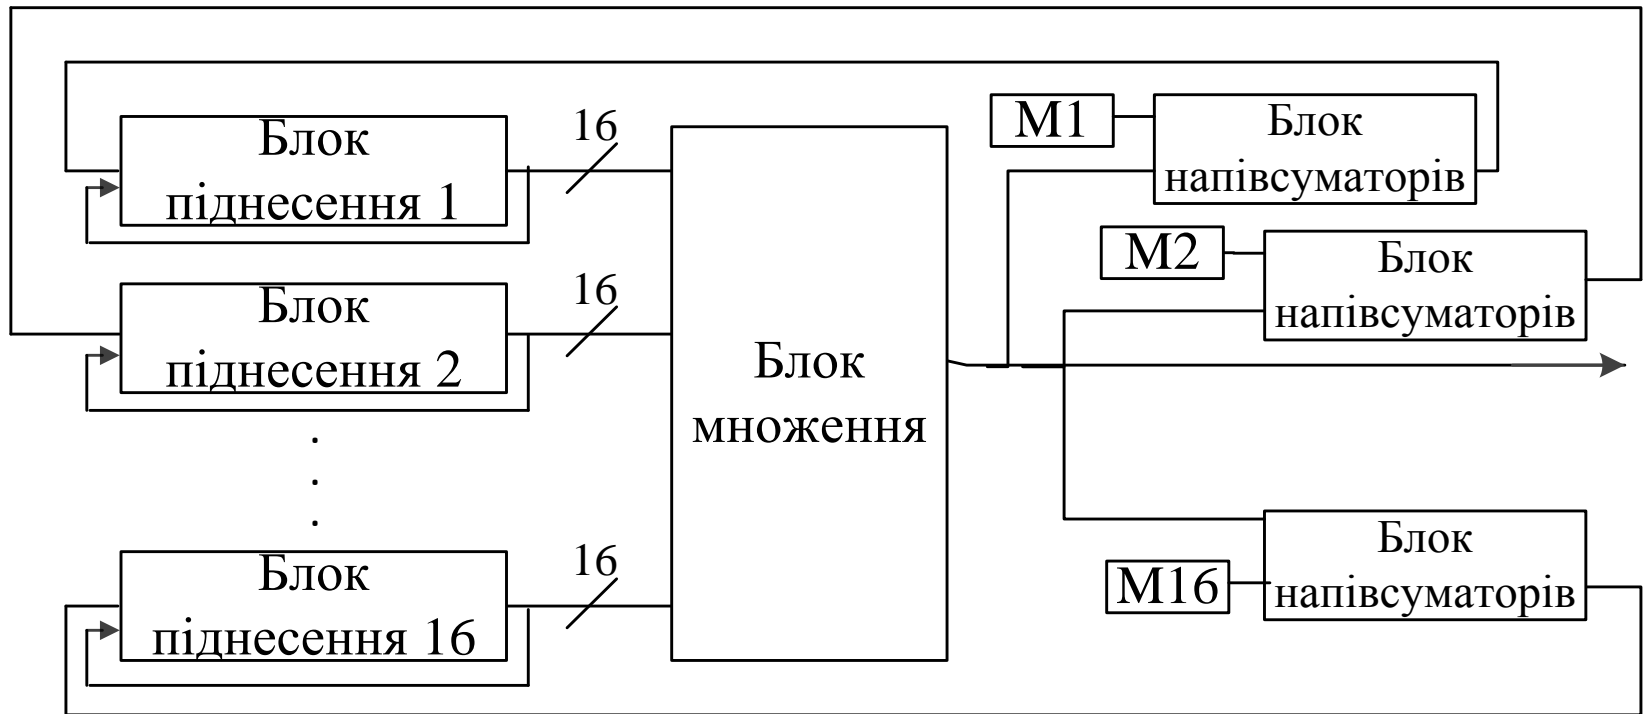 Блок
піднесення 1
16
M1
Блок
напівсуматорів
Блок
піднесення 2
16
M2
Блок
напівсуматорів
Блок
множення
.
.
.
Блок
піднесення 16
16
M16
Блок
напівсуматорів